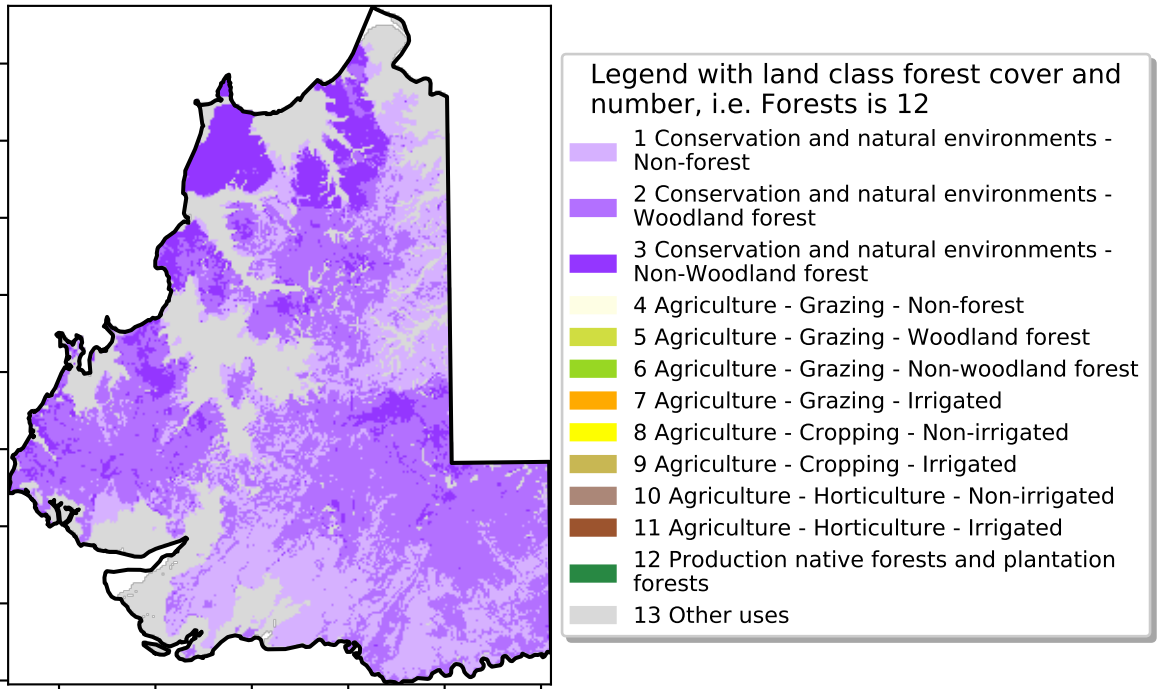 Legend with land class forest cover and
number, i.e. Forests is 12
1 Conservation and natural environments -
Non-forest
2 Conservation and natural environments -
Woodland forest
3 Conservation and natural environments -
Non-Woodland forest
4 Agriculture - Grazing - Non-forest
5 Agriculture - Grazing - Woodland forest
6 Agriculture - Grazing - Non-woodland forest
7 Agriculture - Grazing - Irrigated
8 Agriculture - Cropping - Non-irrigated
9 Agriculture - Cropping - Irrigated
10 Agriculture - Horticulture - Non-irrigated
11 Agriculture - Horticulture - Irrigated
12 Production native forests and plantation
forests
13 Other uses